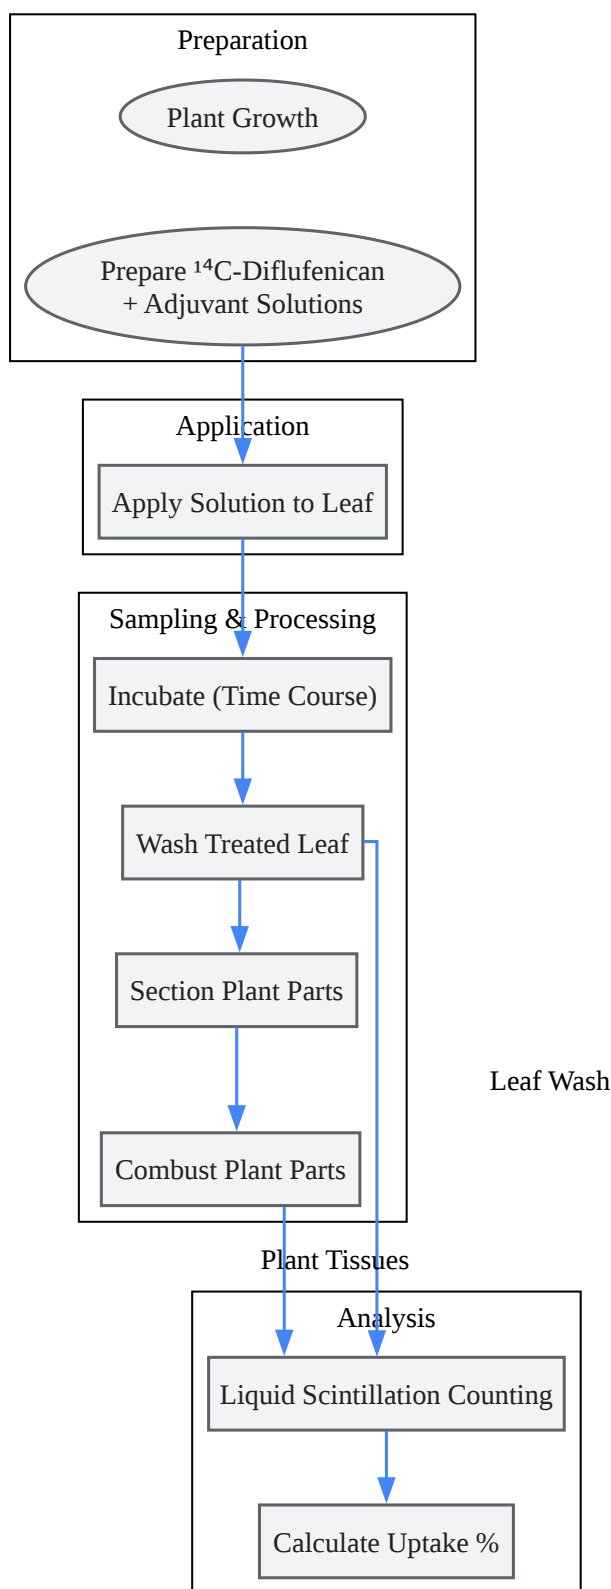 Preparation
Plant Growth
Prepare ¹⁴C-Diflufenican
+ Adjuvant Solutions
Application
Apply Solution to Leaf
Sampling & Processing
Incubate (Time Course)
Wash Treated Leaf
Section Plant Parts
Leaf Wash
Combust Plant Parts
Plant Tissues
Analysis
Liquid Scintillation Counting
Calculate Uptake %